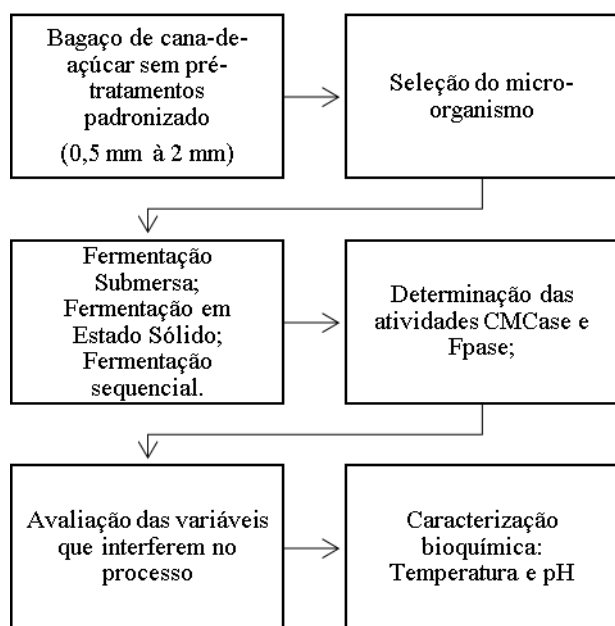 Bagaço de cana-de-
açúcar sem pré-
tratamentos
padronizado
(0,5 mm à 2 mm)
Seleção do micro-
organismo
Fermentação
Submersa;
Fermentação em
Estado Sólido;
Fermentação
sequencial.
Determinação das
atividades CMCase e
Fpase;
Avaliação das variáveis
que interferem no
processo
Caracterização
bioquímica:
Temperatura e pH